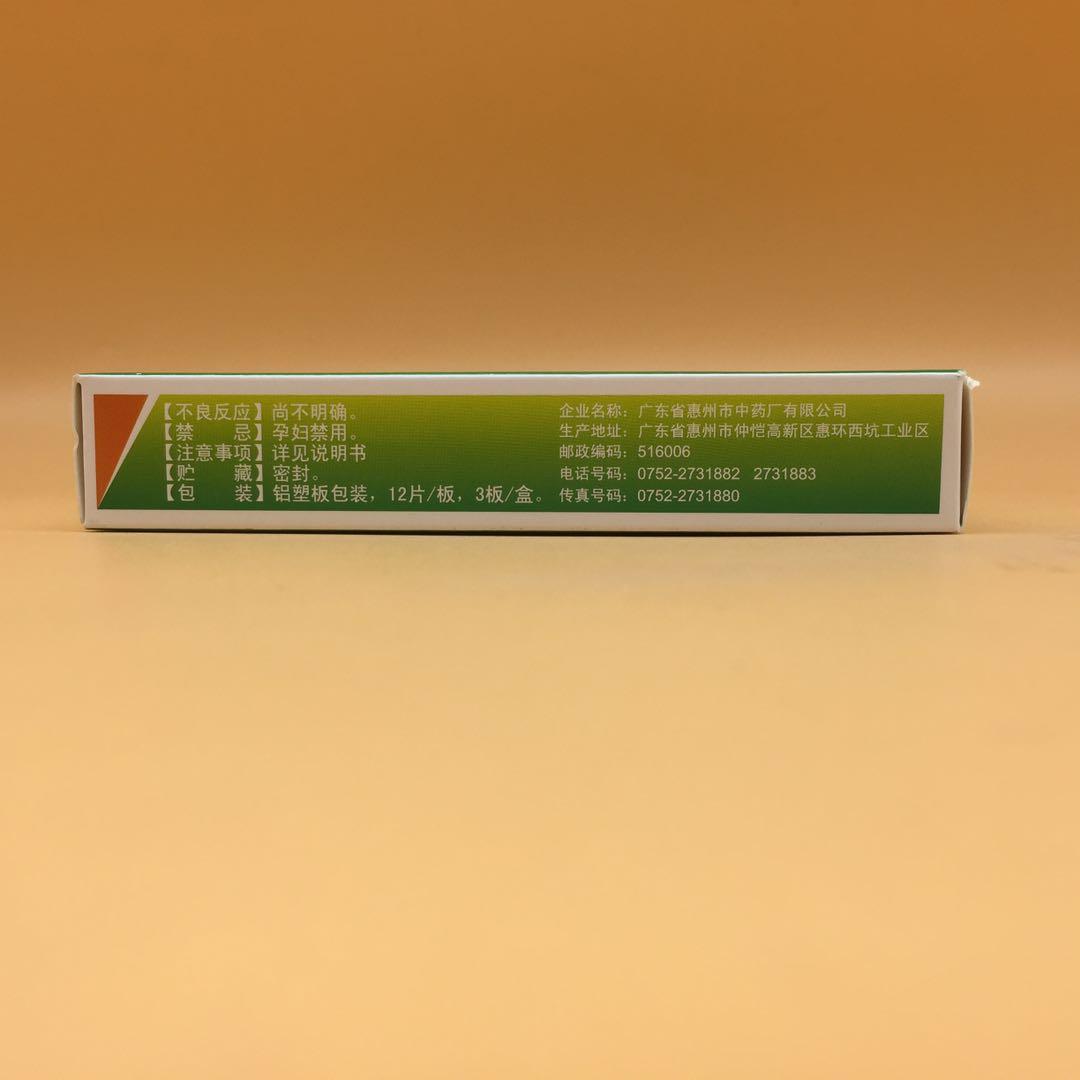 【不良反应】尚不明确。
【禁 忌】孕妇禁用。
【注意事项】详见说明书
【贮 藏】密封。
【包 装】铝塑板包装，12片/板，3板/盒。
企业名称：广东省惠州市中药厂有限公司
生产地址：广东省惠州市仲恺高新区惠环西坑工业区
邮政编码：516006
电话号码：0752-2731882 2731883
传真号码：0752-2731880